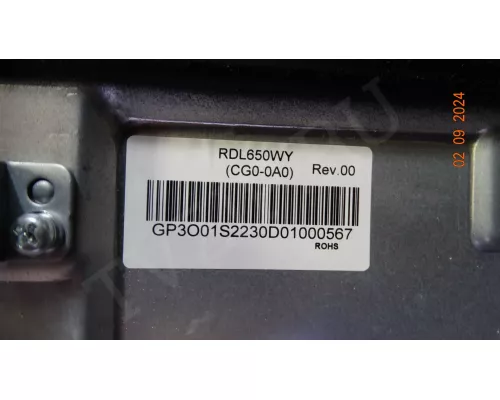 RDL650WY
(CG0-0A0) Rev.00
GP3O01S2230D01000567
ROHS
02 09 2024